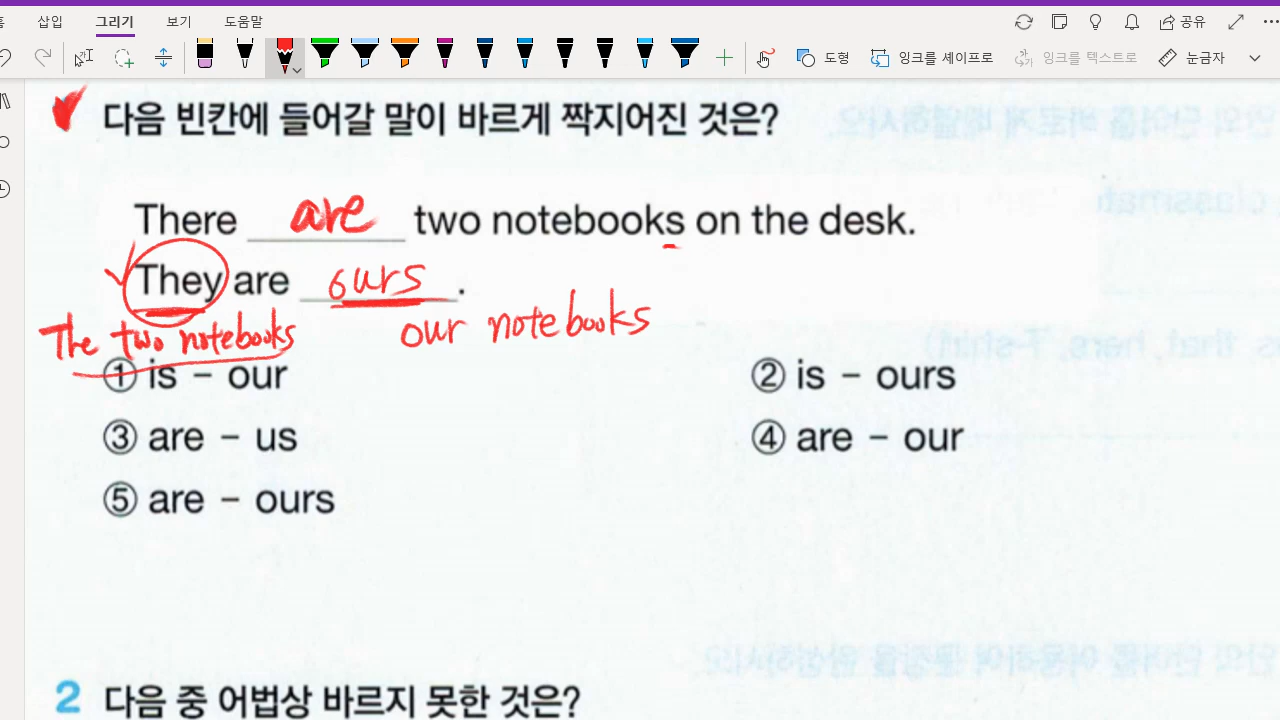 삽입 그리기 보기 도움말 공유
잉크를 셰이프로 잉크를 텍스트로 도형 눈금자
다음 빈칸에 들어갈 말이 바르게 짝지어진 것은?
There are two notebooks on the desk.
They are ours.
The two notebooks our notebooks
① is – our ② is – ours
③ are – us ④ are – our
⑤ are – ours
2 다음 중 어법상 바르지 못한 것은?